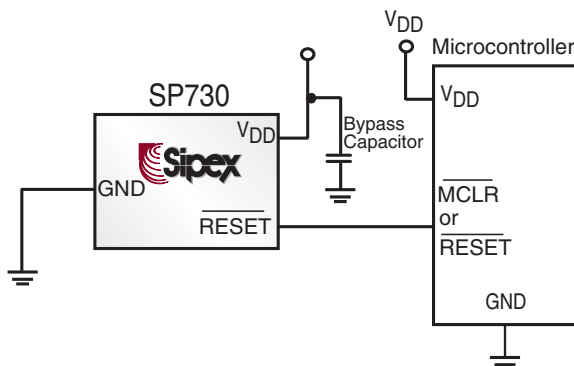 VDD
Microcontroller
SP730
VDD
Bypass
Capacitor
VDD
Sipex
GND
RESET
MCLR
or
RESET
GND